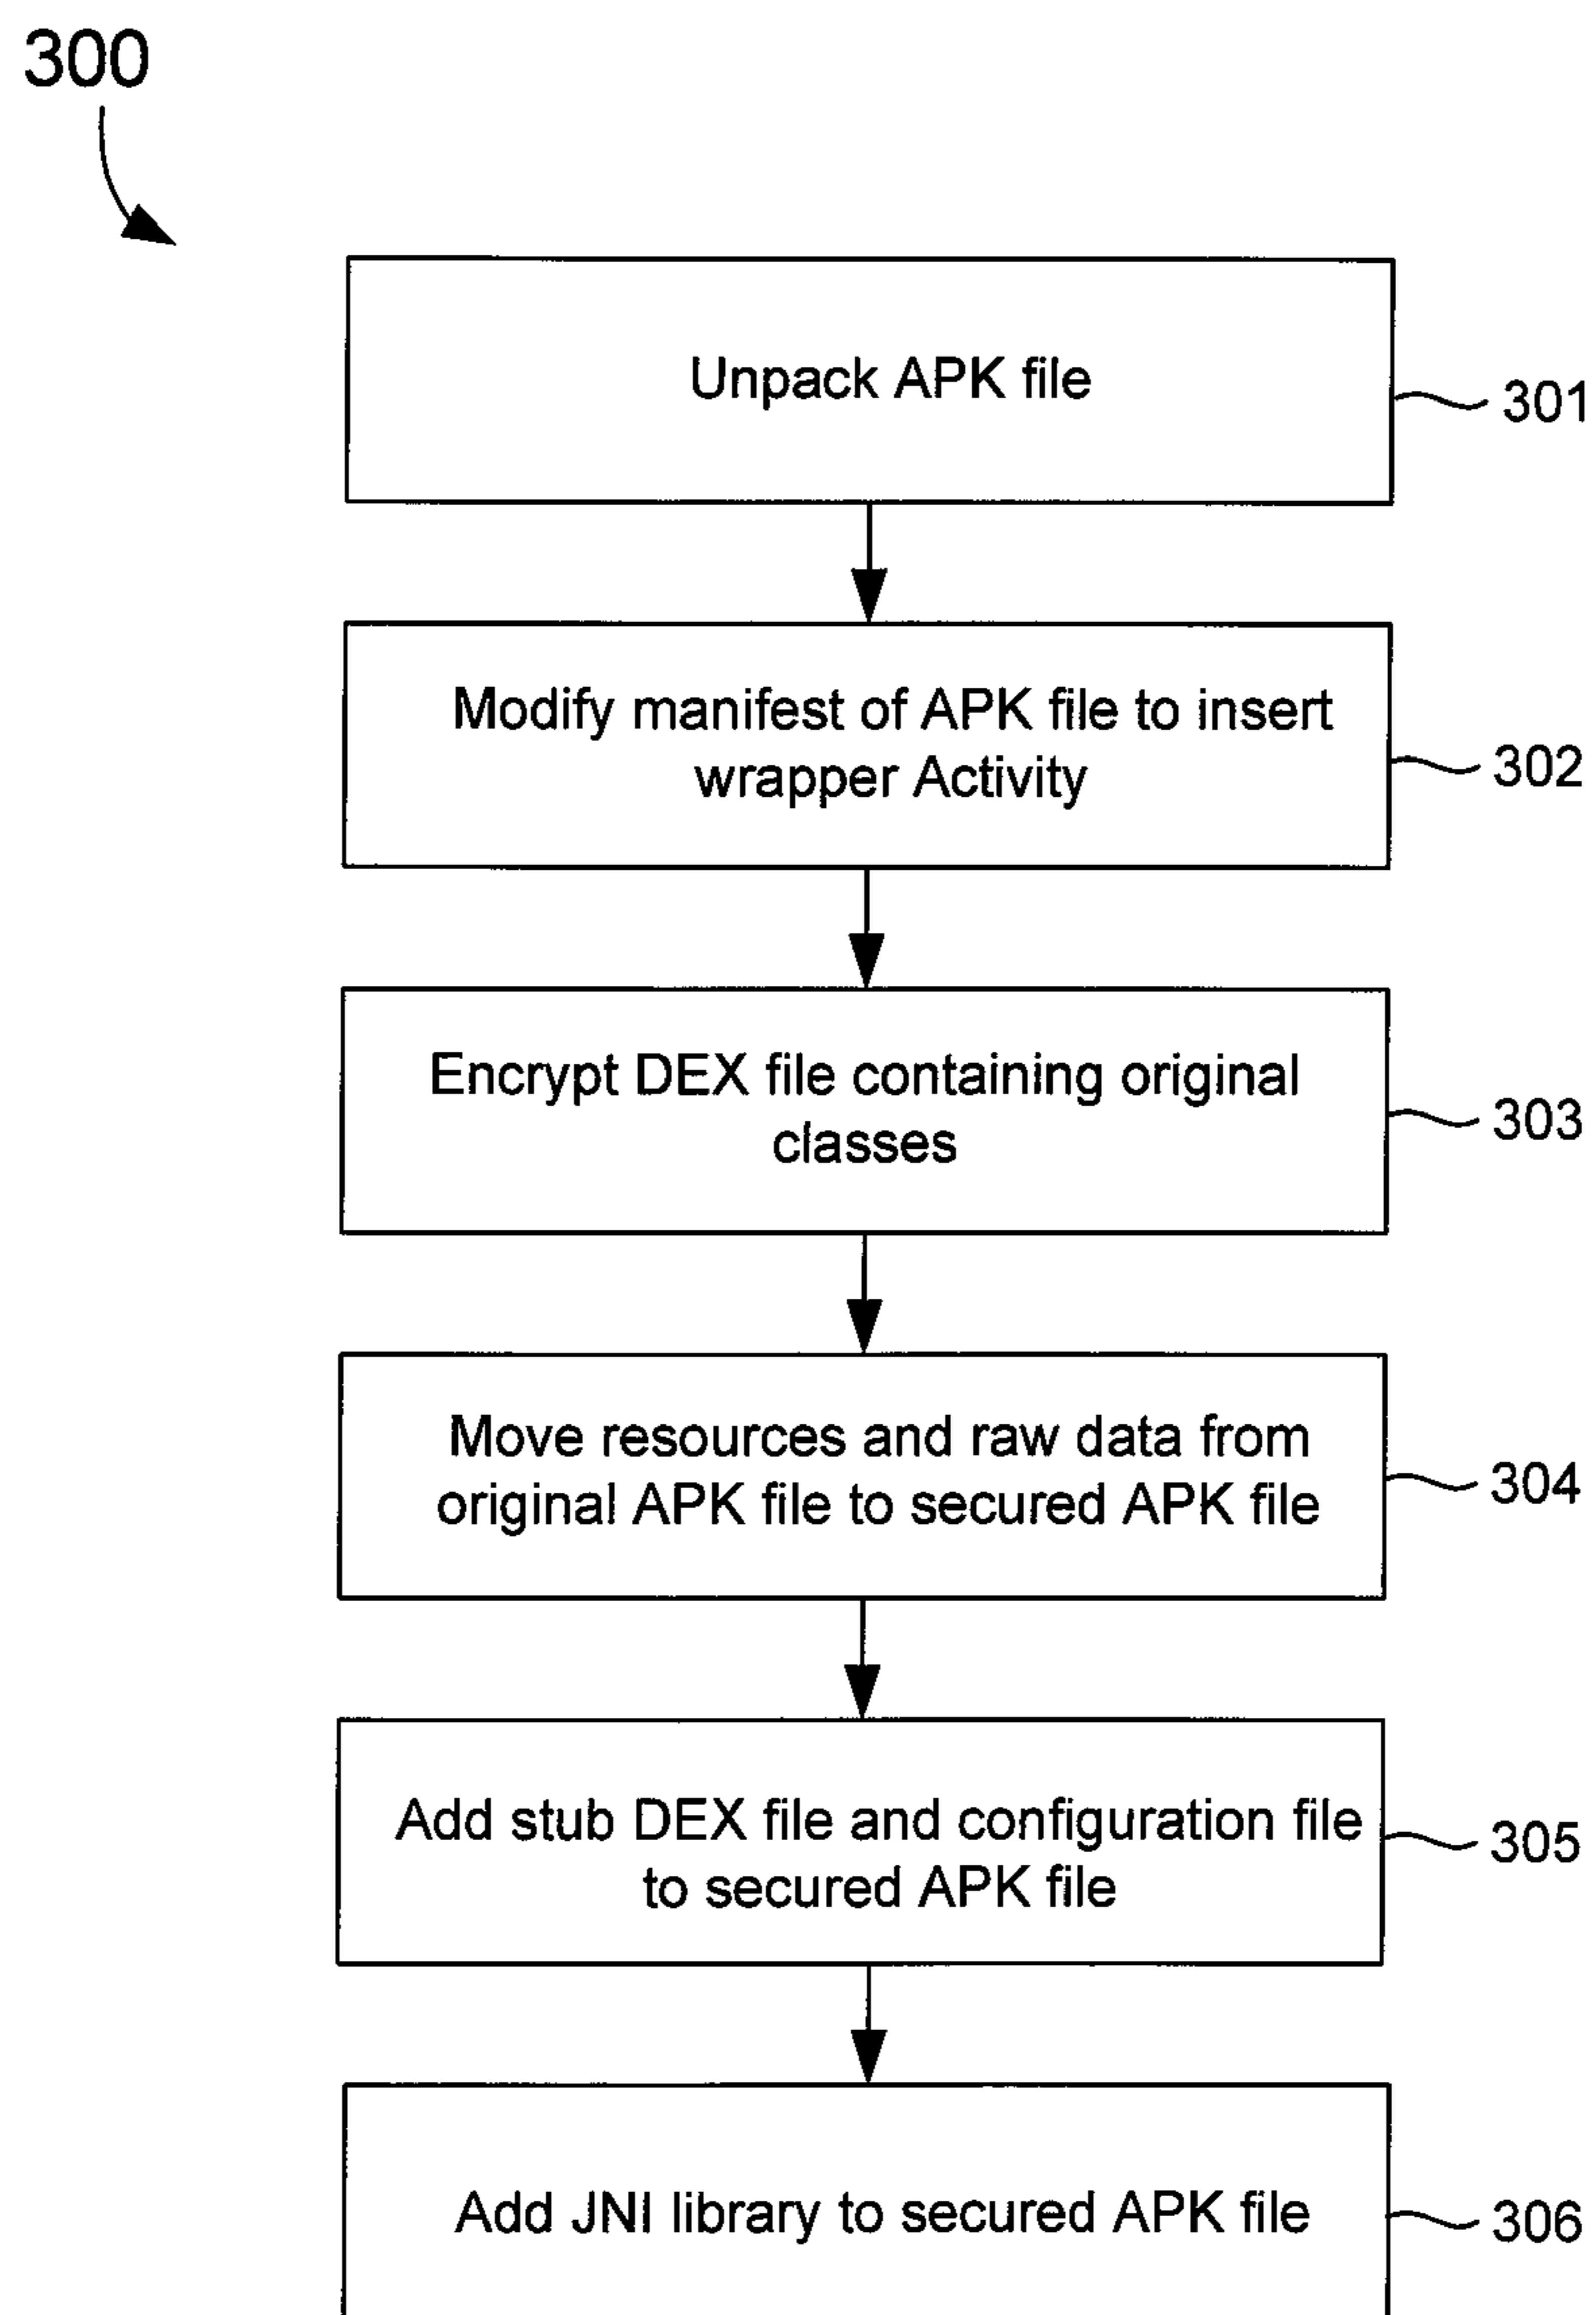 300
Unpack APK file
301
Modify manifest of APK file to insert
wrapper Activity
302
Encrypt DEX file containing original
classes
303
Move resources and raw data from
original APK file to secured APK file
304
Add stub DEX file and configuration file
to secured APK file
305
Add JNI library to secured APK file
306